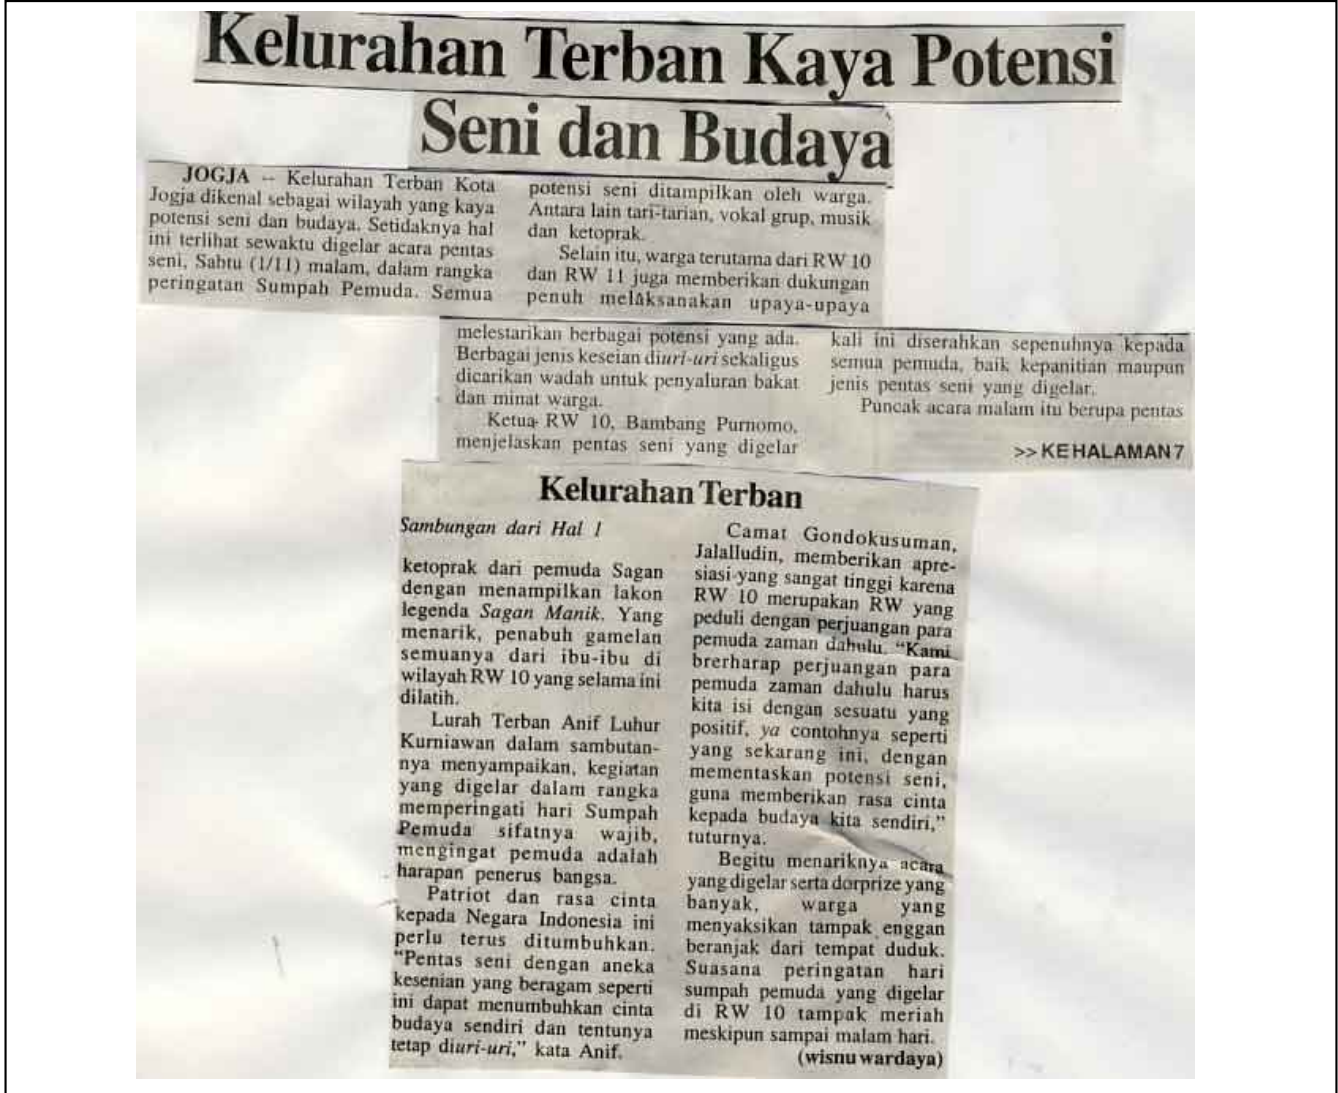 Kelurahan Terban Kaya Potensi
Seni dan Budaya
JOGJA -- Kelurahan Terban Kota
Jogja dikenal sebagai wilayah yang kaya
potensi seni dan budaya. Setidaknya hal
ini terlihat sewaktu digelar acara pentas
seni, Sabtu (1/11) malam, dalam rangka
peringatan Sumpah Pemuda. Semua
potensi seni ditampilkan oleh warga.
Antara lain tari-tarian, vokal grup, musik
dan ketoprak.
Selain itu, warga terutama dari RW 10
dan RW 11 juga memberikan dukungan
penuh melaksanakan upaya-upaya
melestarikan berbagai potensi yang ada.
Berbagai jenis keseian diuri-uri sekaligus
dicarikan wadah untuk penyaluran bakat
dan minat warga.
Ketua RW 10, Bambang Purnomo,
menjelaskan pentas seni yang digelar
kali ini diserahkan sepenuhnya kepada
semua pemuda, baik kepanitian maupun
jenis pentas seni yang digelar.
Puncak acara malam itu berupa pentas
>> KE HALAMAN 7
Kelurahan Terban
Sambungan dari Hal 1
ketoprak dari pemuda Sagan
dengan menampilkan lakon
legenda Sagan Manik. Yang
menarik, penabuh gamelan
semuanya dari ibu-ibu di
wilayah RW 10 yang selama ini
dilatih.
Lurah Terban Anif Luhur
Kurniawan dalam sambutan-
nya menyampaikan, kegiatan
yang digelar dalam rangka
memperingati hari Sumpah
Pemuda sifatnya wajib,
mengingat pemuda adalah
harapan penerus bangsa.
Patriot dan rasa cinta
kepada Negara Indonesia ini
perlu terus ditumbuhkan.
"Pentas seni dengan aneka
kesenian yang beragam seperti
ini dapat menumbuhkan cinta
budaya sendiri dan tentunya
tetap diuri-uri," kata Anif.
Camat Gondokusuman,
Jalalludin, memberikan apre-
siasi yang sangat tinggi karena
RW 10 merupakan RW yang
peduli dengan perjuangan para
pemuda zaman dahulu. "Kami
brerharap perjuangan para
pemuda zaman dahulu harus
kita isi dengan sesuatu yang
positif, ya contohnya seperti
yang sekarang ini, dengan
mementaskan potensi seni,
guna memberikan rasa cinta
kepada budaya kita sendiri,"
tuturnya.
Begitu menariknya acara
yang digelar serta dorprize yang
banyak, warga yang
menyaksikan tampak enggan
beranjak dari tempat duduk.
Suasana peringatan hari
sumpah pemuda yang digelar
di RW 10 tampak meriah
meskipun sampai malam hari.
(wisnu wardaya)